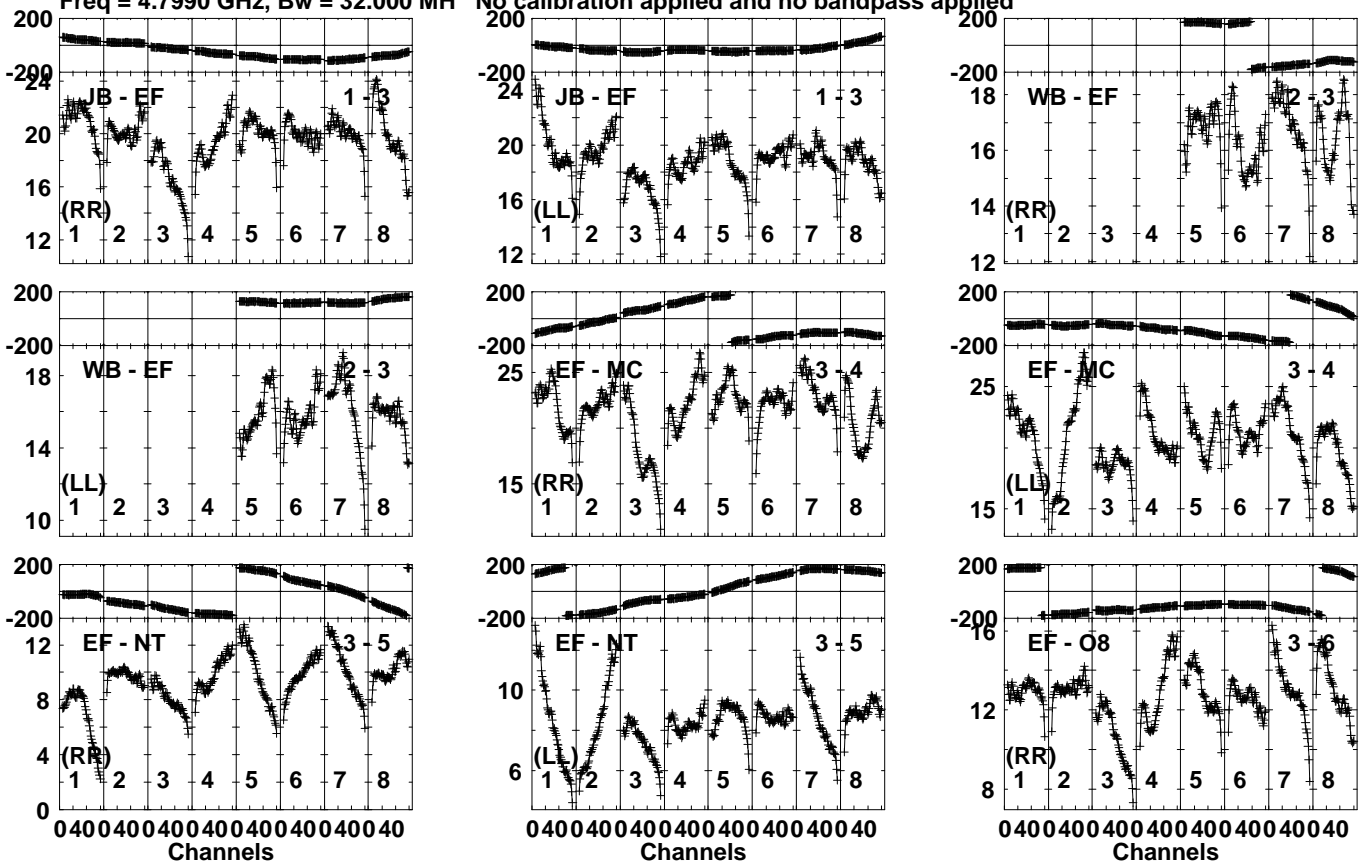 Freq = 4.7990 GHz, Bw = 32.000 MH No calibration applied and no bandpass applied
200
-200
24
20
16
12
JB - EF 1 - 3
(RR)
1 2 3 4 5 6 7 8
200
-200
24
20
16
12
JB - EF 1 - 3
(LL)
1 2 3 4 5 6 7 8
200
-200
18
16
14
12
WB - EF 2 - 3
(RR)
1 2 3 4 5 6 7 8
200
-200
18
14
10
WB - EF 2 - 3
(LL)
1 2 3 4 5 6 7 8
200
-200
25
15
EF - MC 3 - 4
(RR)
1 2 3 4 5 6 7 8
200
-200
25
15
EF - MC 3 - 4
(LL)
1 2 3 4 5 6 7 8
200
-200
12
8
4
0
EF - NT 3 - 5
(RR)
1 2 3 4 5 6 7 8
0 40 0 40 0 40 0 40 0 40 0 40 0 40 0 40
Channels
200
-200
10
6
EF - NT 3 - 5
(LL)
1 2 3 4 5 6 7 8
0 40 0 40 0 40 0 40 0 40 0 40 0 40 0 40
Channels
200
-200
16
12
8
EF - O8 3 - 6
(RR)
1 2 3 4 5 6 7 8
0 40 0 40 0 40 0 40 0 40 0 40 0 40 0 40
Channels